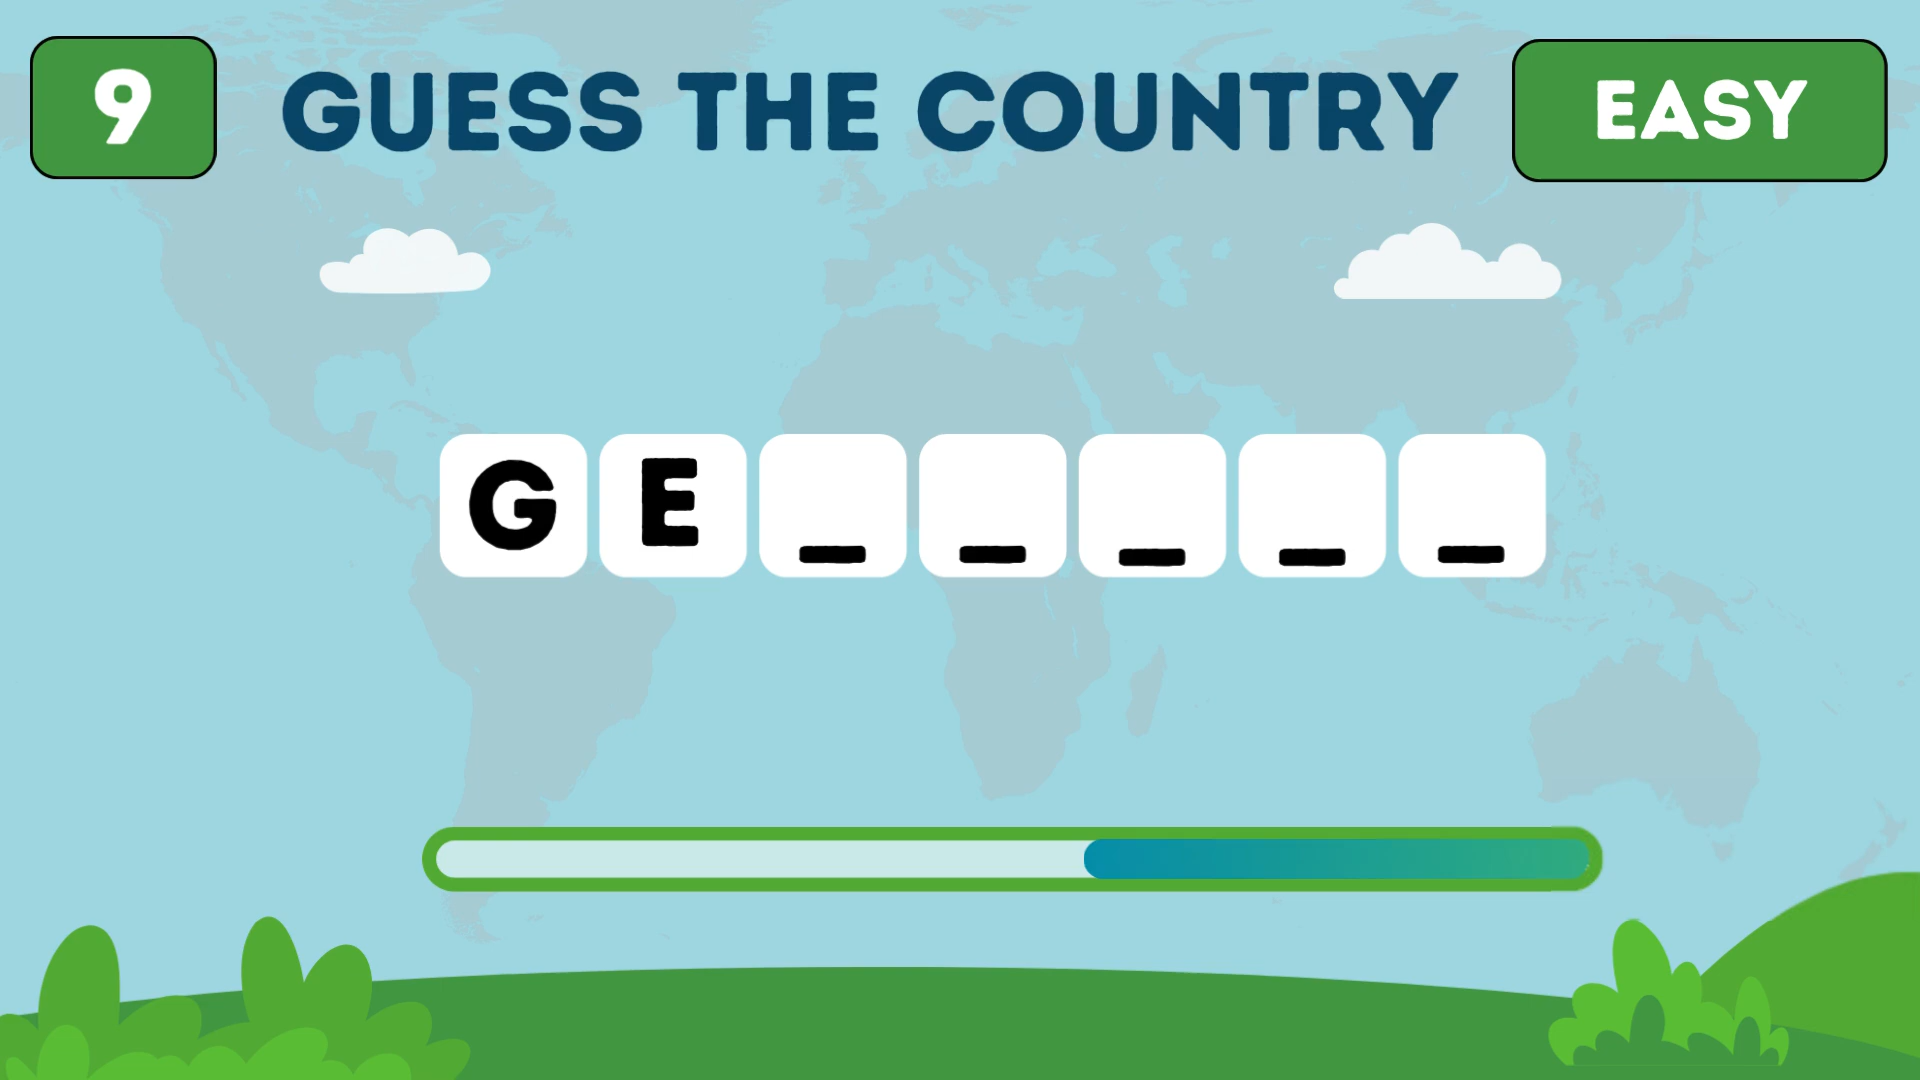 9 GUESS THE COUNTRY EASY
G E _ _ _ _ _